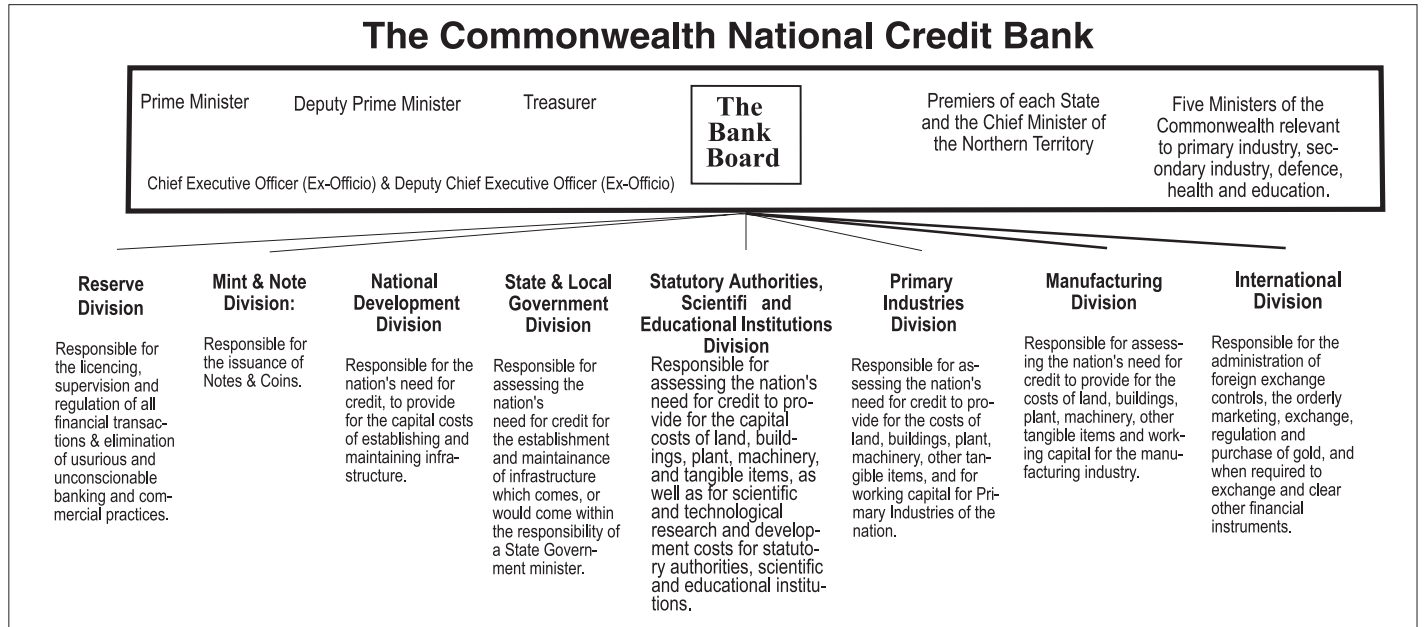 The Commonwealth National Credit Bank
Prime Minister
Deputy Prime Minister
Treasurer
Chief Executive Officer (Ex-Officio) & Deputy Chief Executive Officer (Ex-Officio)
The
Bank
Board
Premiers of each State
and the Chief Minister of
the Northern Territory
Five Ministers of the
Commonwealth relevant
to primary industry, sec-
ondary industry, defence,
health and education.
Reserve
Division
Responsible for
the licencing,
supervision and
regulation of all
financial transac-
tions & elimination
of usurious and
unconscionable
banking and com-
mercial practices.
Mint & Note
Division:
Responsible for
the issuance of
Notes & Coins.
National
Development
Division
Responsible for the
nation's need for
credit, to provide
for the capital costs
of establishing and
maintaining infra-
structure.
State & Local
Government
Division
Responsible for
assessing the
nation's
need for credit for
the establishment
and maintainance
of infrastructure
which comes, or
would come within
the responsibility of
a State Govern-
ment minister.
Statutory Authorities,
Scientifi and
Educational Institutions
Division
Responsible for
assessing the nation's
need for credit to pro-
vide for the capital
costs of land, build-
ings, plant, machinery,
and tangible items, as
well as for scientific
and technological
research and develop-
ment costs for statuto-
ry authorities, scientific
and educational institu-
tions.
Primary
Industries
Division
Responsible for as-
sessing the nation's
need for credit to pro-
vide for the costs of
land, buildings, plant,
machinery, other tan-
gible items, and for
working capital for Pri-
mary Industries of the
nation.
Manufacturing
Division
Responsible for assess-
ing the nation's need for
credit to provide for the
costs of land, buildings,
plant, machinery, other
tangible items and work-
ing capital for the manu-
facturing industry.
International
Division
Responsible for the
administration of
foreign exchange
controls, the orderly
marketing, exchange,
regulation and
purchase of gold, and
when required to
exchange and clear
other financial
instruments.